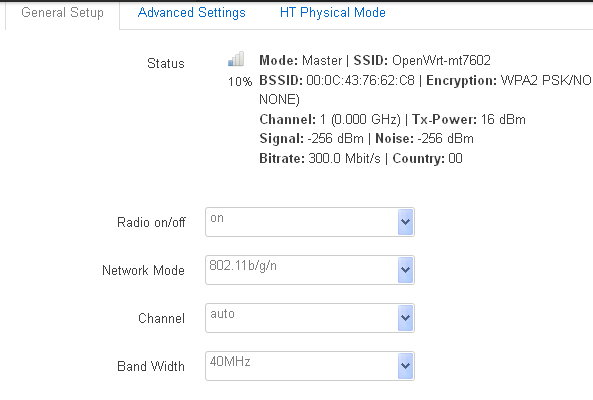 General Setup Advanced Settings HT Physical Mode
Status
10%
Mode: Master | SSID: OpenWrt-mt7602
BSSID: 00:0C:43:76:62:C8 | Encryption: WPA2 PSK/NO
NONE)
Channel: 1 (0.000 GHz) | Tx-Power: 16 dBm
Signal: -256 dBm | Noise: -256 dBm
Bitrate: 300.0 Mbit/s | Country: 00
Radio on/off on
Network Mode 802.11b/g/n
Channel auto
Band Width 40MHz